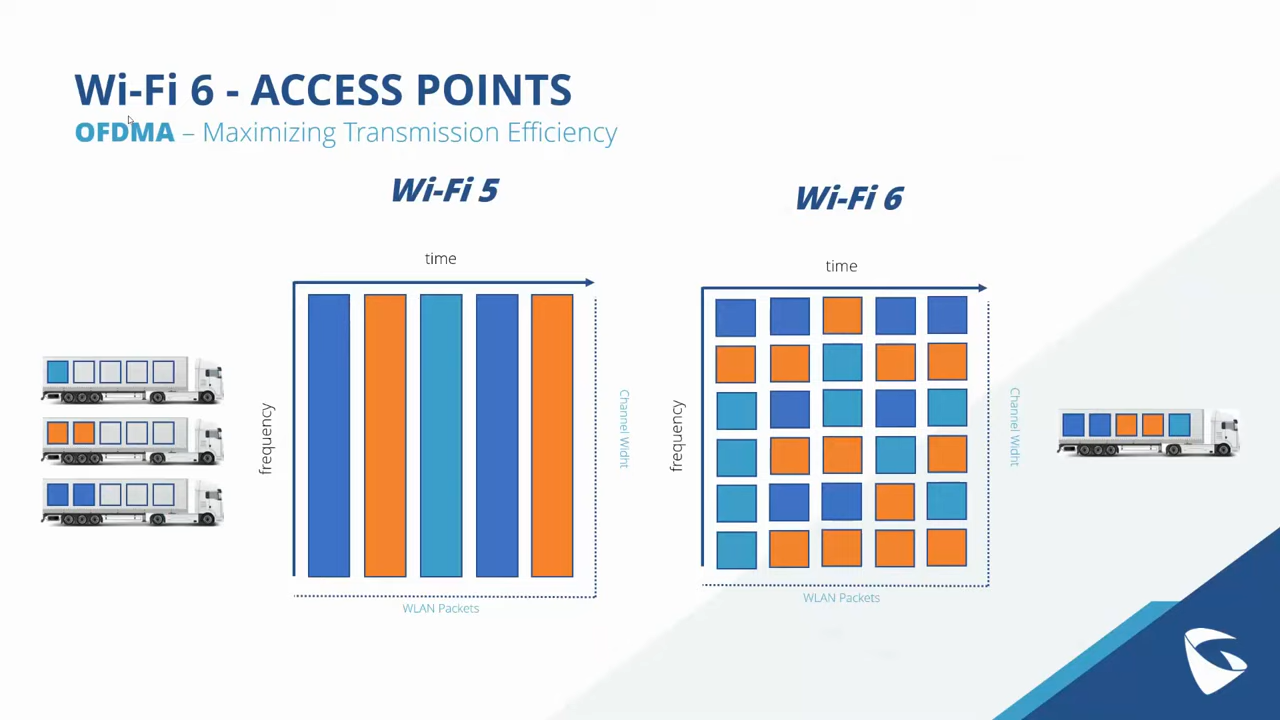 Wi-Fi 6 - ACCESS POINTS
OFDMA – Maximizing Transmission Efficiency
Wi-Fi 5
time
frequency
Channel Widht
WLAN Packets
Wi-Fi 6
time
frequency
Channel Widht
WLAN Packets